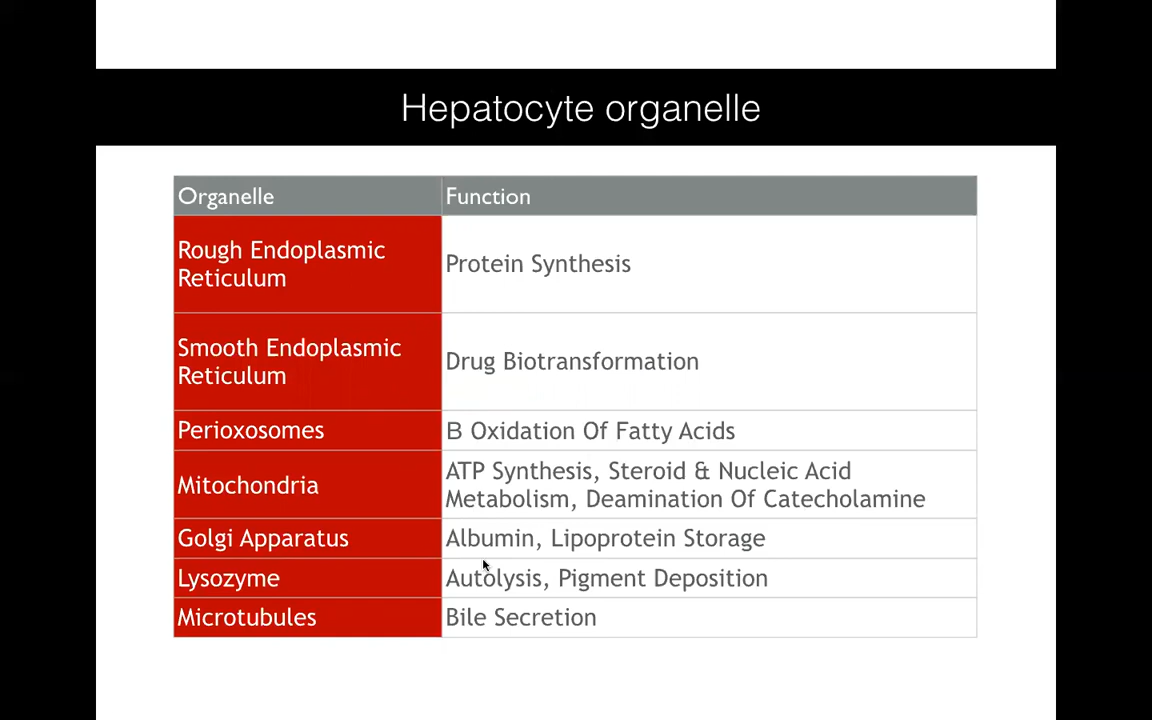 Hepatocyte organelle
Organelle
Function
Rough Endoplasmic
Reticulum
Protein Synthesis
Smooth Endoplasmic
Reticulum
Drug Biotransformation
Perioxosomes
B Oxidation Of Fatty Acids
Mitochondria
ATP Synthesis, Steroid & Nucleic Acid
Metabolism, Deamination Of Catecholamine
Golgi Apparatus
Albumin, Lipoprotein Storage
Lysozyme
Autolysis, Pigment Deposition
Microtubules
Bile Secretion